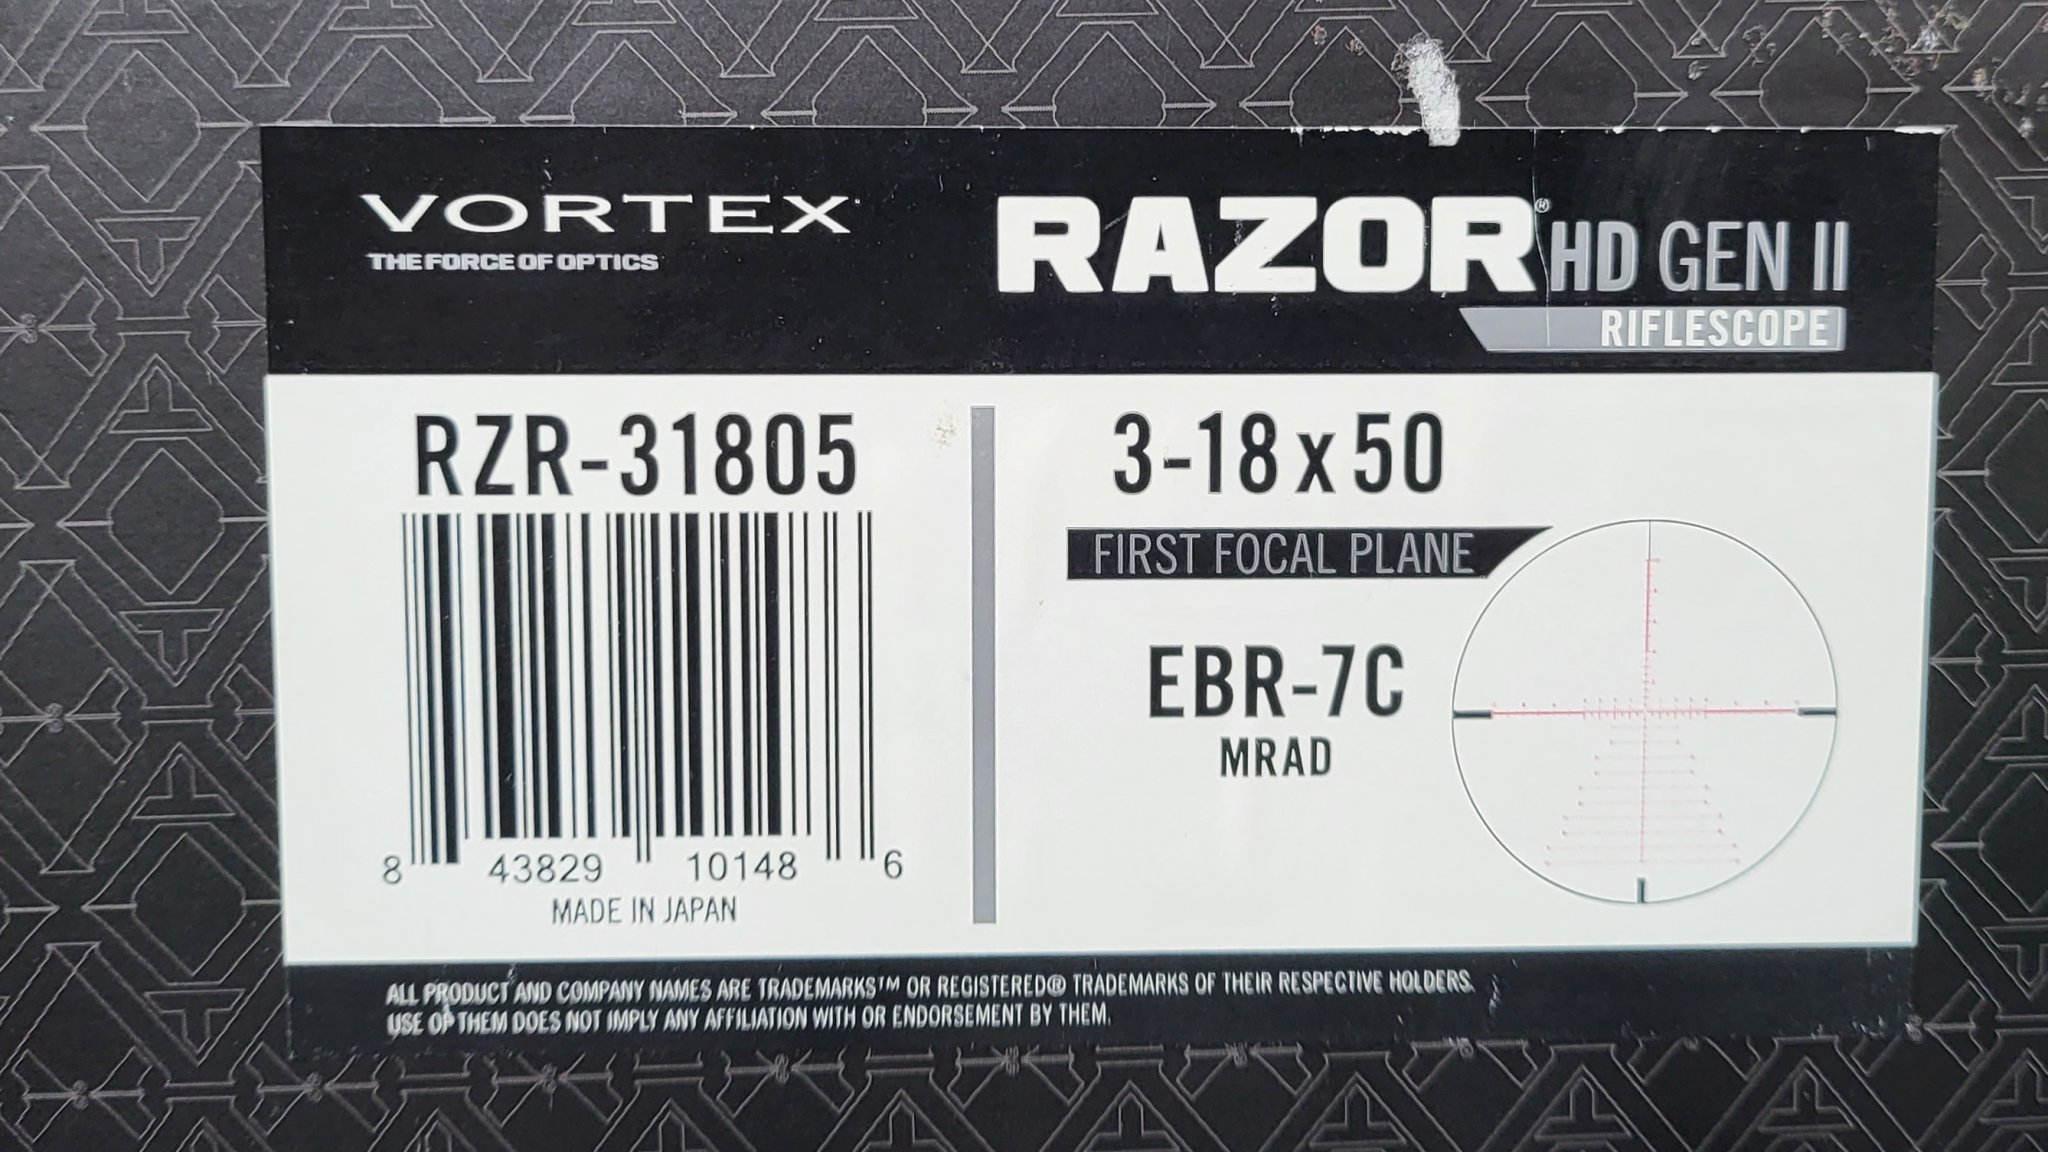 VORTEX
THE FORCE OF OPTICS
RAZOR® HD GEN II
RIFLESCOPE
RZR-31805
8 43829 10148 6
MADE IN JAPAN
3-18x50
FIRST FOCAL PLANE
EBR-7C
MRAD
ALL PRODUCT AND COMPANY NAMES ARE TRADEMARKS™ OR REGISTERED® TRADEMARKS OF THEIR RESPECTIVE HOLDERS.
USE OF THEM DOES NOT IMPLY ANY AFFILIATION WITH OR ENDORSEMENT BY THEM.